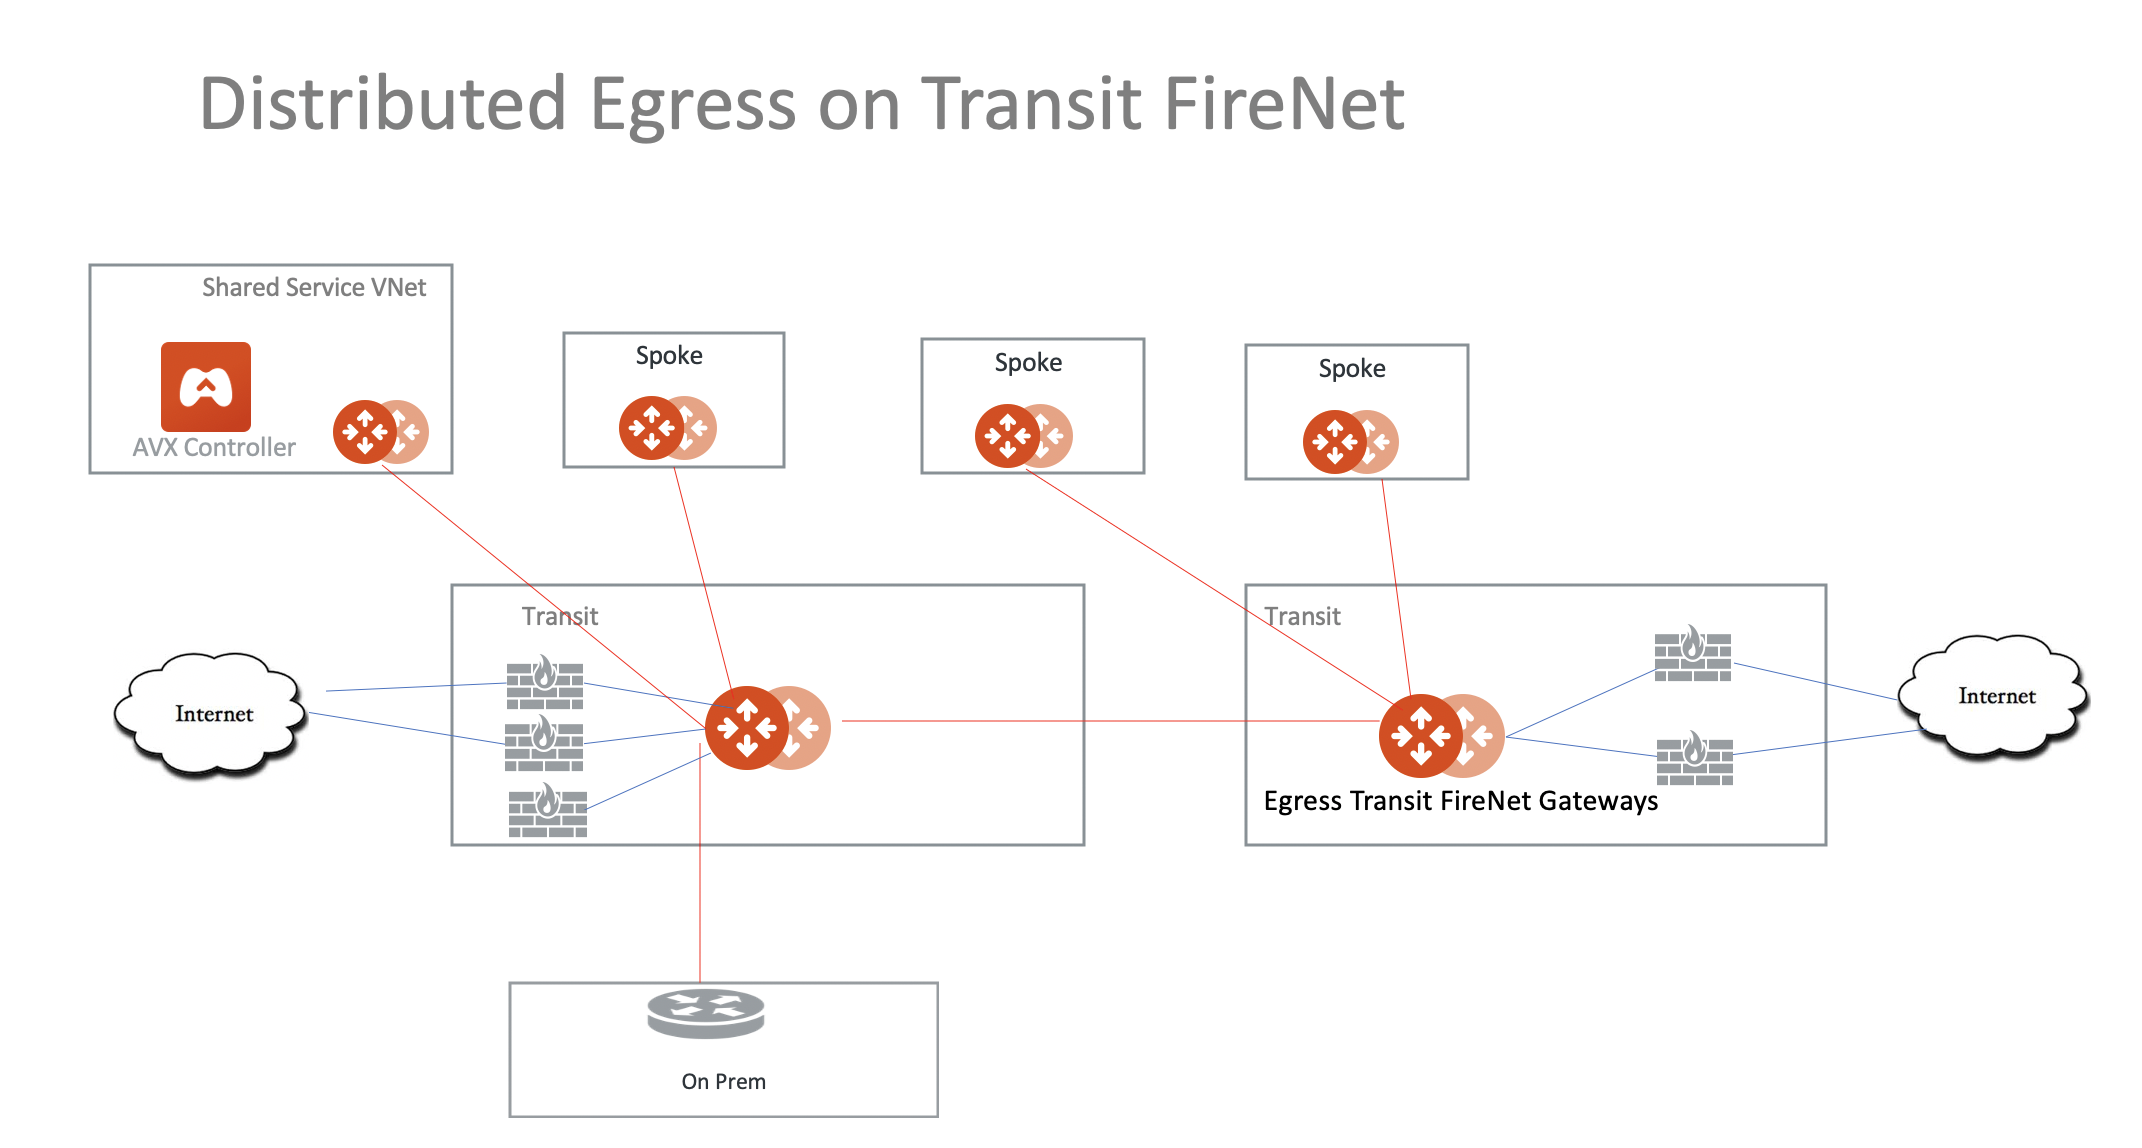 Distributed Egress on Transit FireNet
Shared Service VNet
AVX Controller
Spoke
Spoke
Spoke
Transit
Transit
Internet
Internet
Egress Transit FireNet Gateways
On Prem